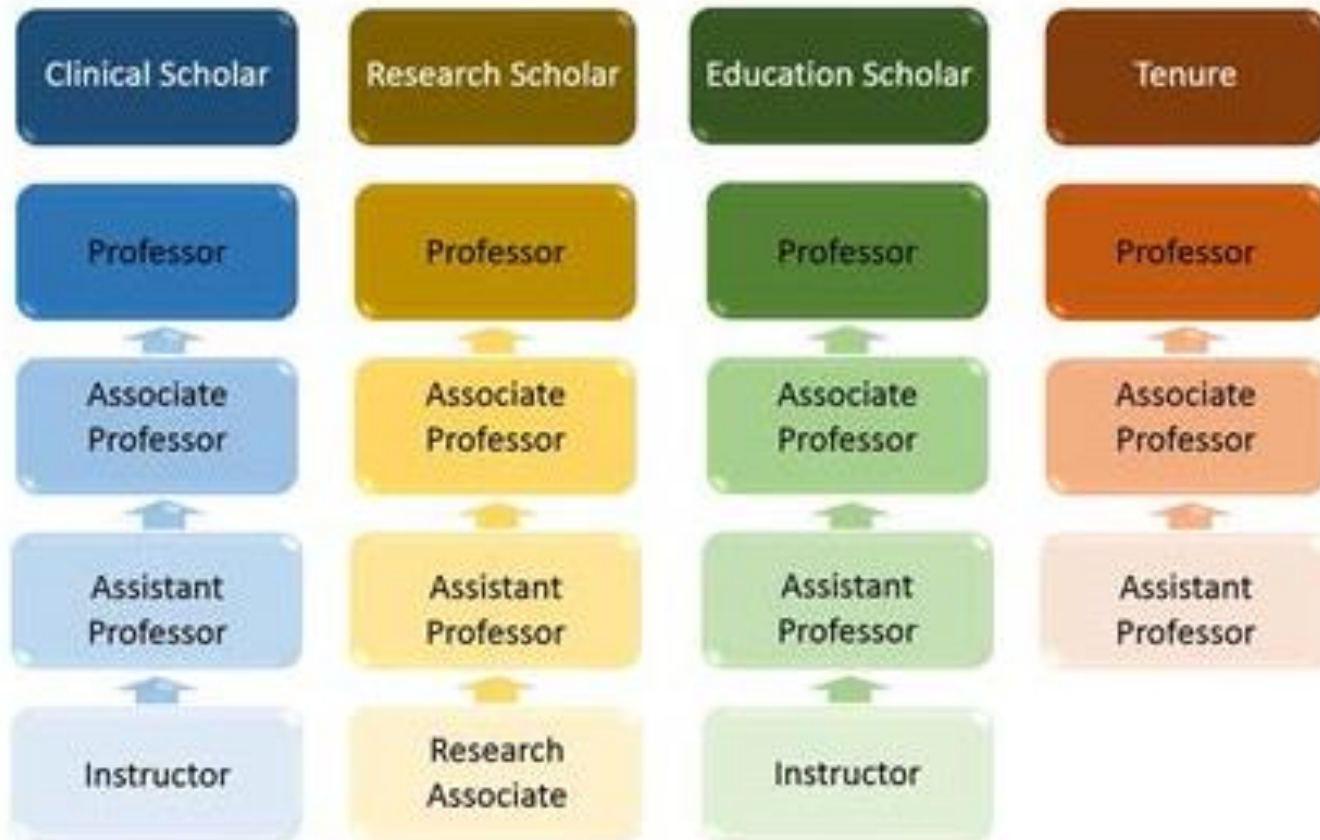 Clinical Scholar
Research Scholar
Education Scholar
Tenure
Professor
Professor
Professor
Professor
Associate
Professor
Associate
Professor
Associate
Professor
Associate
Professor
Assistant
Professor
Assistant
Professor
Assistant
Professor
Assistant
Professor
Instructor
Research
Associate
Instructor